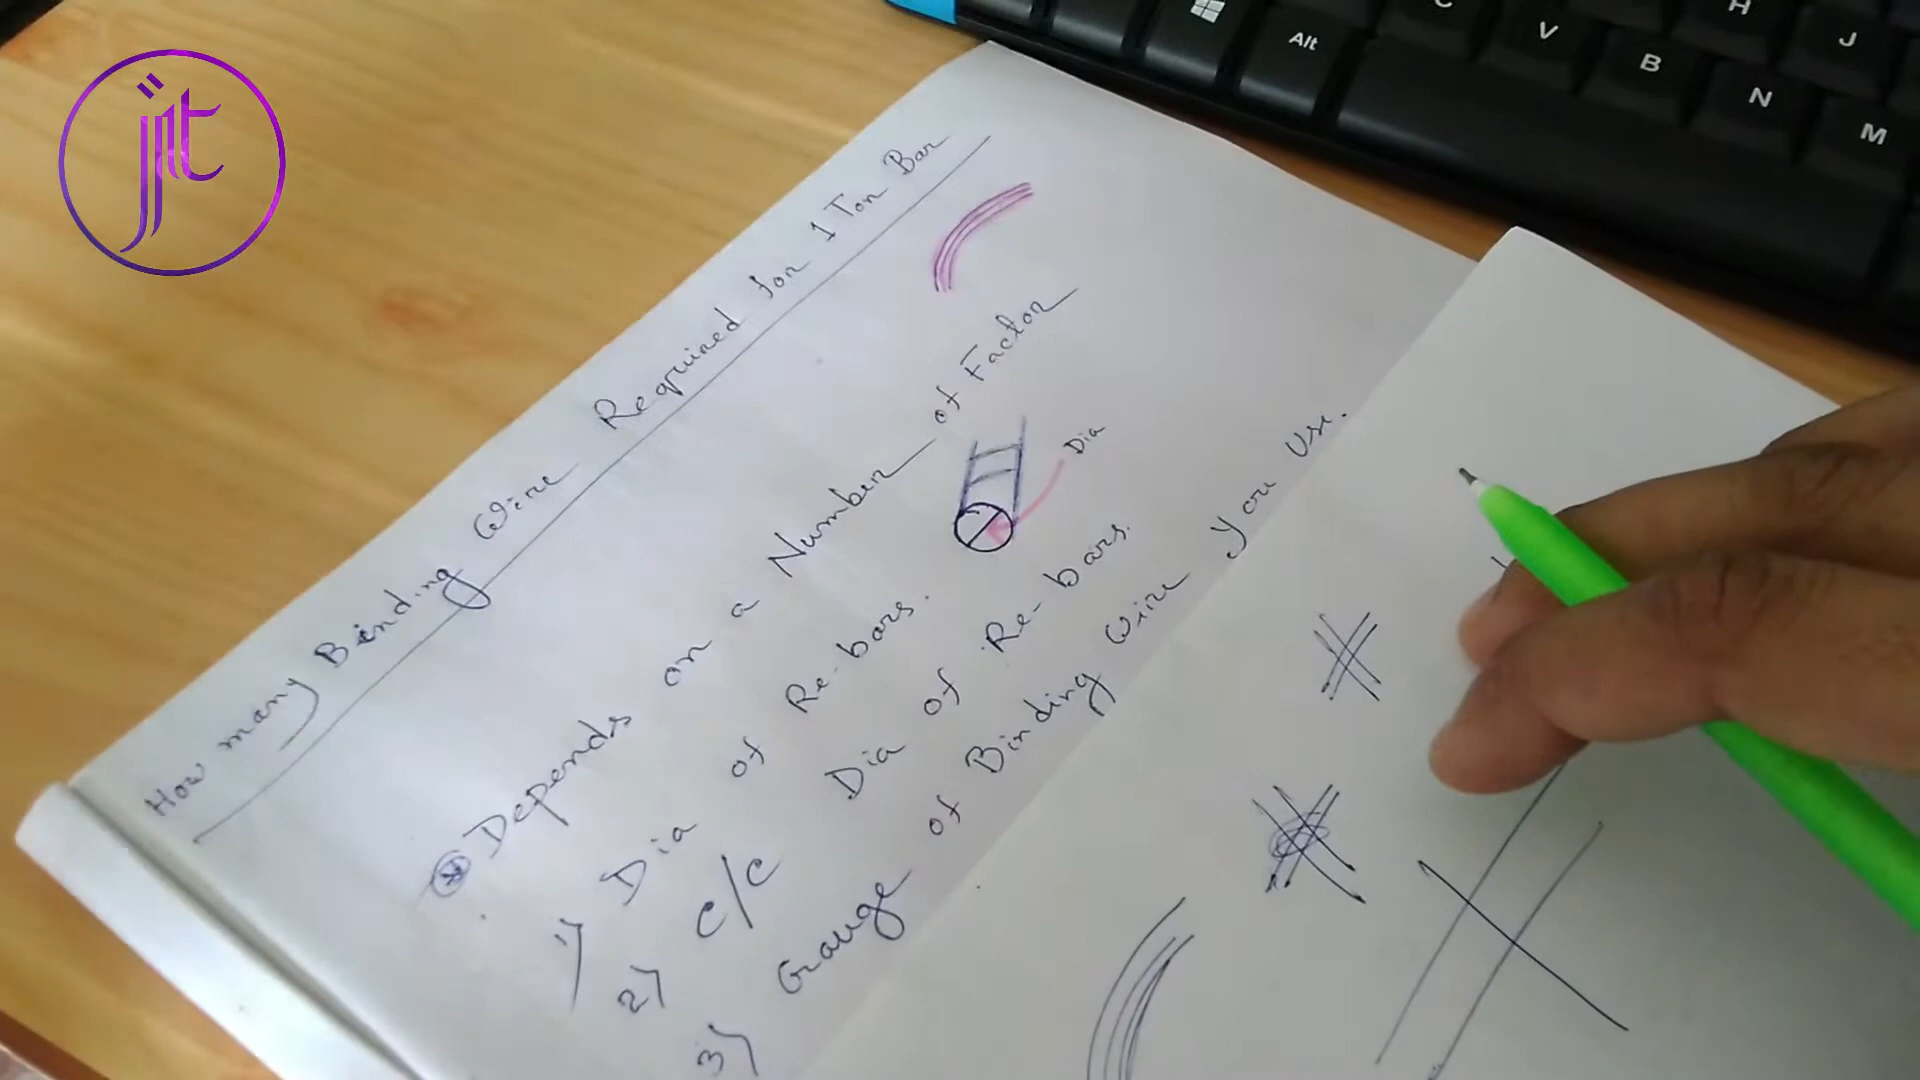 jit
How many Binding Wire Required for 1 Ton Bar
Depends on a Number of Factor
Dia
1) Dia of Re-bars.
2) C/C Dia of Re-bars.
3) Gauge of Binding Wire you use.
Alt
C
V
B
N
M
H
J